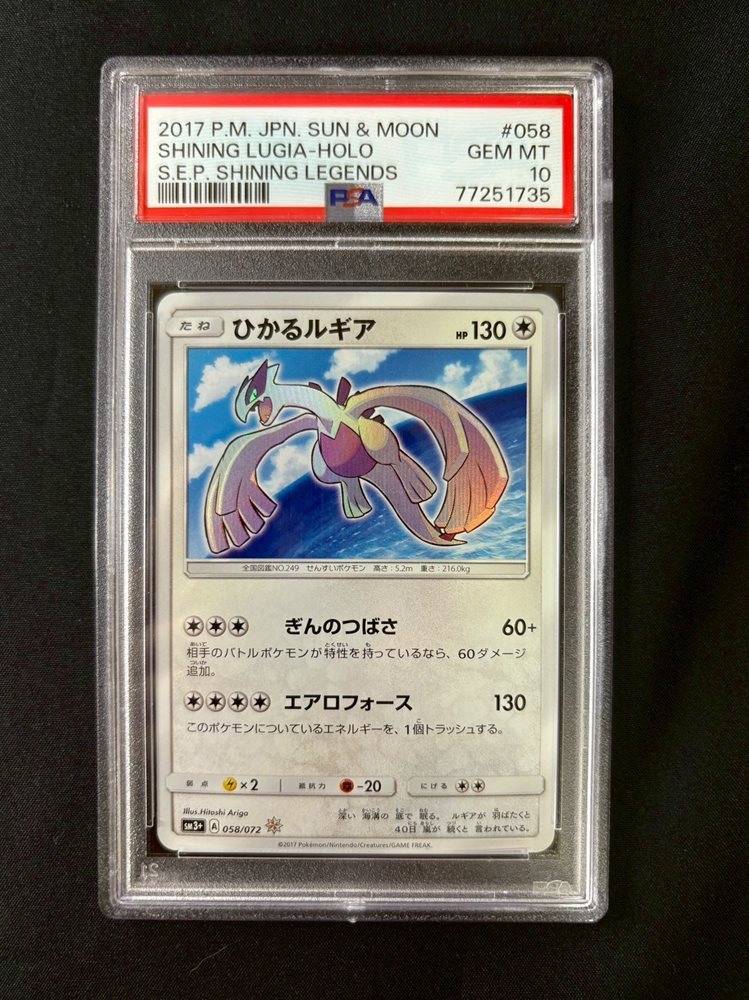 2017 P.M. JPN. SUN & MOON #058
SHINING LUGIA-HOLO GEM MT
S.E.P. SHINING LEGENDS 10
PSA 77251735
たね ひかるルギア HP 130
全国図鑑NO.249 せんすいポケモン 高さ:5.2m 重さ:216.0kg
ぎんのつばさ 60+
相手のバトルポケモンが特性を持っているなら、60ダメージ
追加。
エアロフォース 130
このポケモンについているエネルギーを、1個トラッシュする。
弱点 ×2 抵抗力 -20 にげる
Illus.Hitoshi Ariga
深い 海溝の 底で 眠る。 ルギアが 羽ばたくと
40日 嵐が 続くと 言われている。
SM3+ A 058/072
©2017 Pokémon/Nintendo/Creatures/GAME FREAK.